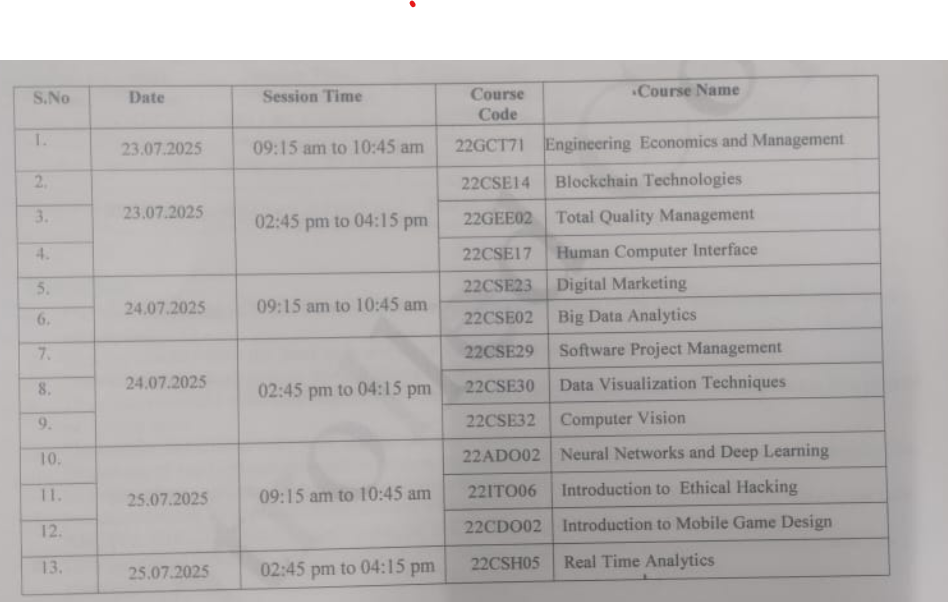 S.No Date Session Time Course Code Course Name
1. 23.07.2025 09:15 am to 10:45 am 22GCT71 Engineering Economics and Management
2. 23.07.2025 02:45 pm to 04:15 pm 22CSE14 Blockchain Technologies
3. 22GEE02 Total Quality Management
4. 22CSE17 Human Computer Interface
5. 24.07.2025 09:15 am to 10:45 am 22CSE23 Digital Marketing
6. 22CSE02 Big Data Analytics
7. 24.07.2025 02:45 pm to 04:15 pm 22CSE29 Software Project Management
8. 22CSE30 Data Visualization Techniques
9. 22CSE32 Computer Vision
10. 25.07.2025 09:15 am to 10:45 am 22ADO02 Neural Networks and Deep Learning
11. 22ITO06 Introduction to Ethical Hacking
12. 22CDO02 Introduction to Mobile Game Design
13. 25.07.2025 02:45 pm to 04:15 pm 22CSH05 Real Time Analytics